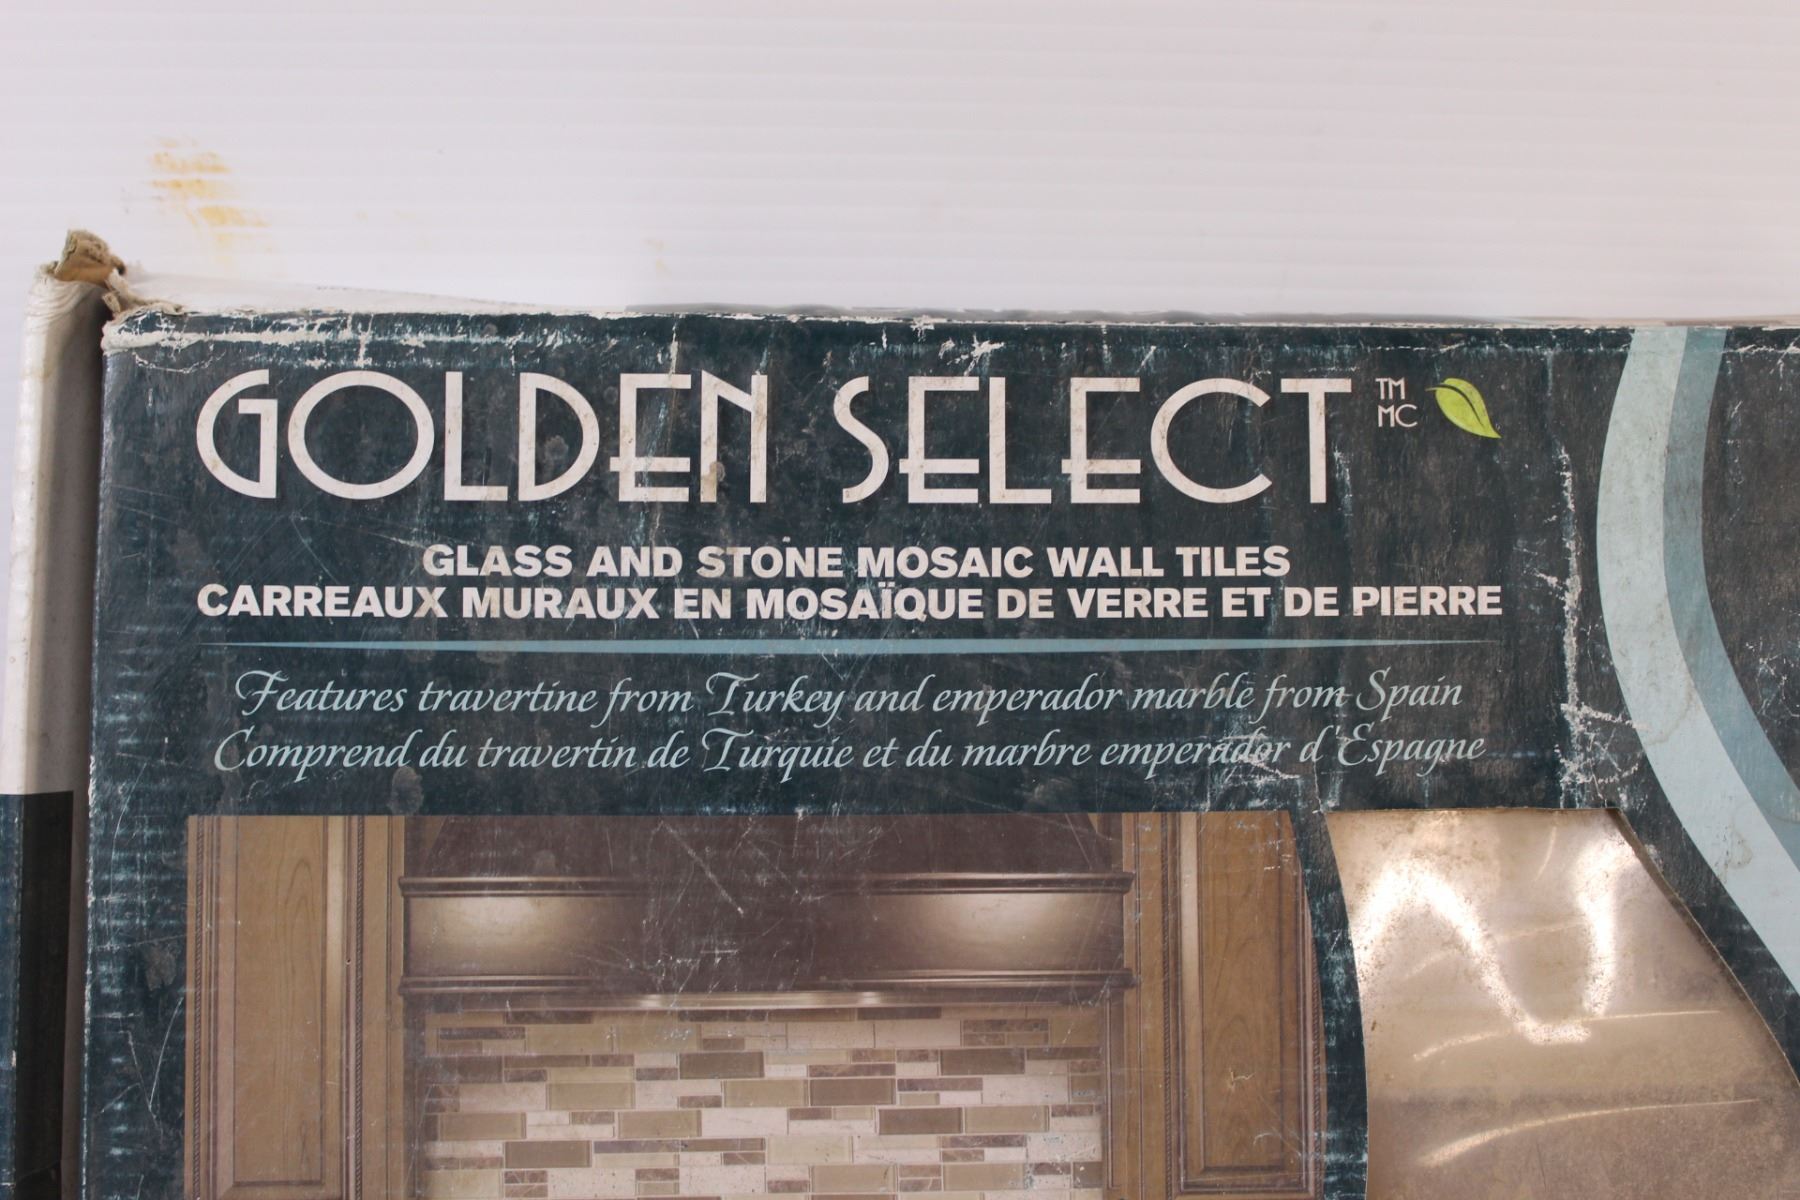 GOLDEN SELECT TM MC
GLASS AND STONE MOSAIC WALL TILES
CARREAUX MURAUX EN MOSAÏQUE DE VERRE ET DE PIERRE
Features travertine from Turkey and emperador marble from Spain
Comprend du travertin de Turquie et du marbre emperador d'Espagne